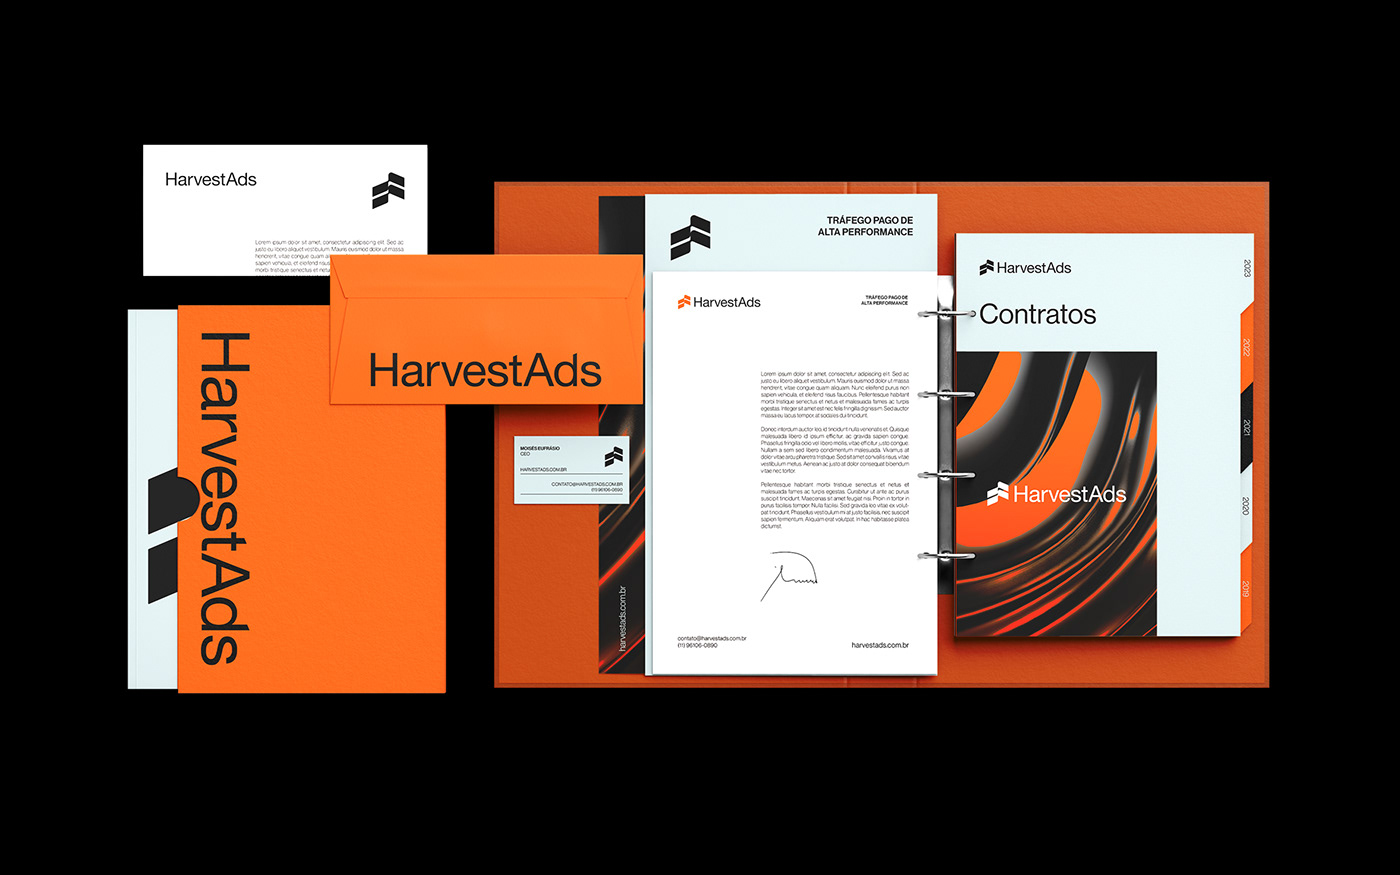 HarvestAds
Lorem ipsum dolor sit amet, consectetur adipiscing elit. Sed ac
justo eu libero aliquet vestibulum. Mauris euismod dolor ut massa
hendrerit, vitae congue quam aliquam. Nunc
sapien vehicula, et eleifend risus
morbi tristique senectus et netus
HarvestAds
HarvestAds
MOISÉS EUFRÁSIO
CEO
HARVESTADS.COM.BR
CONTATO@HARVESTADS.COM.BR
(11) 96106-0890
harvestads.com.br
TRÁFEGO PAGO DE
ALTA PERFORMANCE
HarvestAds
TRÁFEGO PAGO DE
ALTA PERFORMANCE
Lorem ipsum dolor sit amet, consectetur adipiscing elit. Sed ac
justo eu libero aliquet vestibulum. Mauris euismod dolor ut massa
hendrerit, vitae congue quam aliquam. Nunc eleifend purus non
sapien vehicula, et eleifend risus faucibus. Pellentesque habitant
morbi tristique senectus et netus et malesuada fames ac turpis
egestas. Integer sit amet est nec felis fringilla dignissim. Sed auctor
massa eu lacus tempor, at sodales dui tincidunt.
Donec interdum auctor leo, id tincidunt nulla venenatis et. Quisque
malesuada libero id ipsum efficitur, ac gravida sapien congue.
Phasellus fringilla odio vel libero mollis, vitae efficitur justo congue.
Nullam a sem sed libero condimentum malesuada. Vivamus at
dolor vitae arcu pharetra tristique. Sed sit amet convallis risus, vitae
vestibulum metus. Aenean ac justo at dolor consequat bibendum
vitae nec tortor.
Pellentesque habitant morbi tristique senectus et netus et
malesuada fames ac turpis egestas. Curabitur ut ante ac purus
suscipit tincidunt. Maecenas sit amet feugiat nisi. Proin in tortor in
purus facilisis tempor. Nulla facilisi. Sed gravida leo vitae ex volut-
pat tincidunt. Phasellus vestibulum mi at justo facilisis, nec suscipit
sapien fermentum. Aliquam erat volutpat. In hac habitasse platea
dictumst.
contato@harvestads.com.br
(11) 96106-0890
harvestads.com.br
HarvestAds
Contratos
HarvestAds
2023
2022
2021
2020
2019